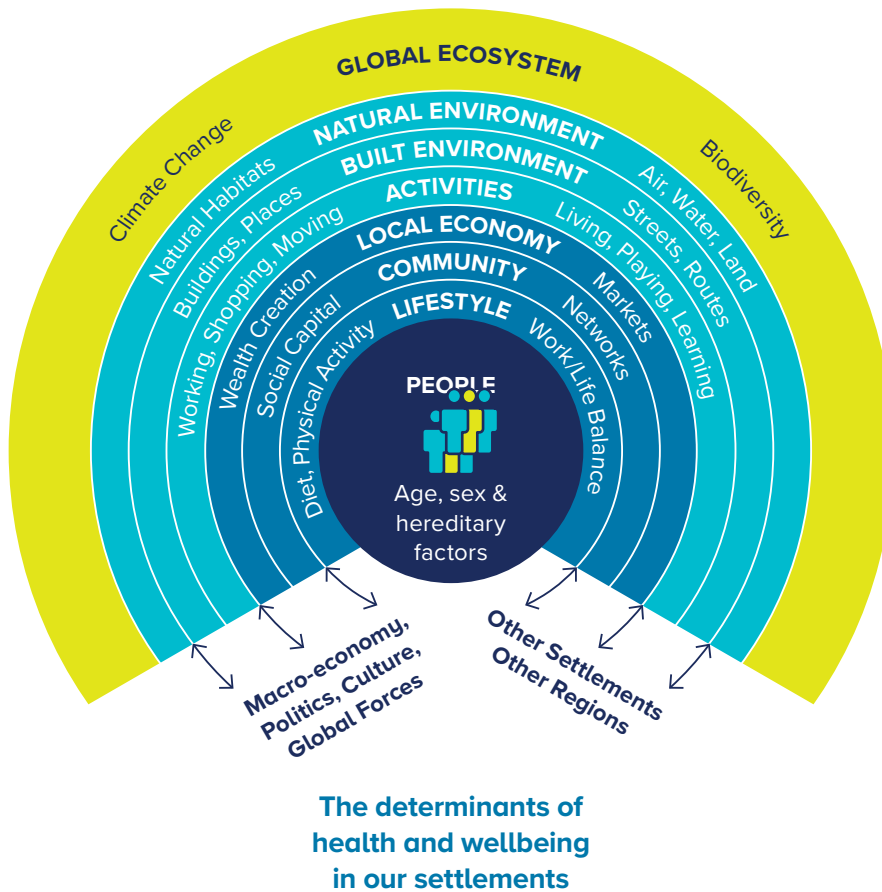 GLOBAL ECOSYSTEM
Climate Change
Biodiversity
NATURAL ENVIRONMENT
Natural Habitats
Air, Water, Land
BUILT ENVIRONMENT
Buildings, Places
Streets, Routes
ACTIVITIES
Working, Shopping, Moving
Living, Playing, Learning
LOCAL ECONOMY
Wealth Creation
Markets
COMMUNITY
Social Capital
Networks
LIFESTYLE
Diet, Physical Activity
Work/Life Balance
PEOPLE
Age, sex &
hereditary
factors
Macro-economy,
Politics, Culture,
Global Forces
Other Settlements
Other Regions
The determinants of
health and wellbeing
in our settlements